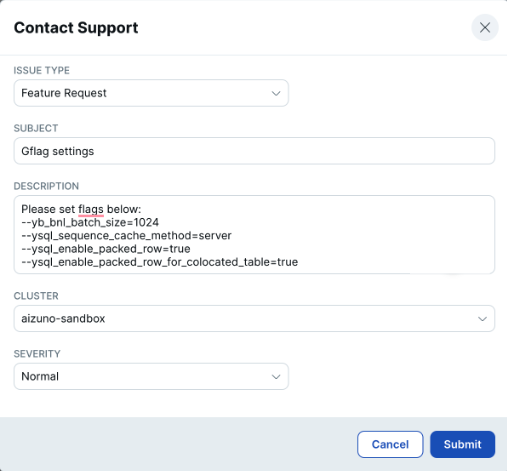 Contact Support
ISSUE TYPE
Feature Request
SUBJECT
Gflag settings
DESCRIPTION
Please set flags below:
--yb_bnl_batch_size=1024
--ysql_sequence_cache_method=server
--ysql_enable_packed_row=true
--ysql_enable_packed_row_for_colocated_table=true
CLUSTER
aizuno-sandbox
SEVERITY
Normal
Cancel Submit